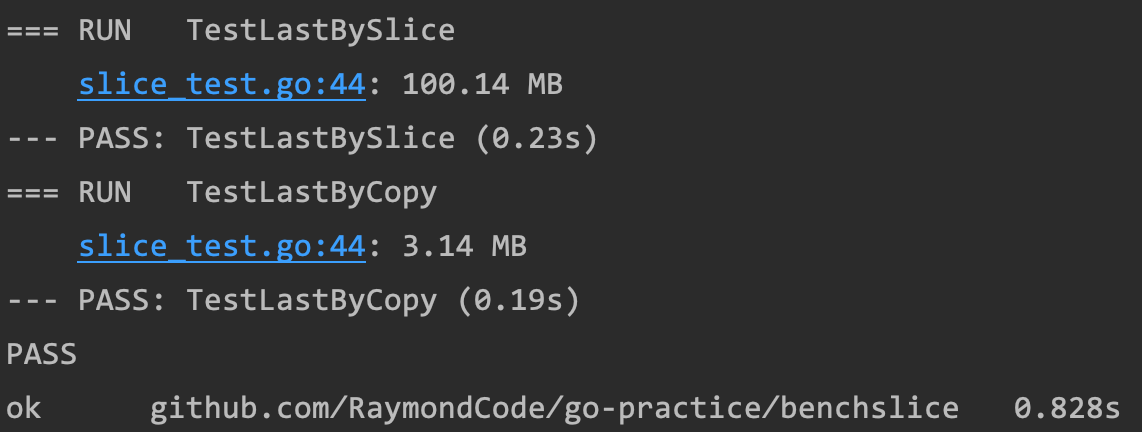 === RUN   TestLastBySlice
    slice_test.go:44: 100.14 MB
--- PASS: TestLastBySlice (0.23s)
=== RUN   TestLastByCopy
    slice_test.go:44: 3.14 MB
--- PASS: TestLastByCopy (0.19s)
PASS
ok      github.com/RaymondCode/go-practice/benchslice   0.828s